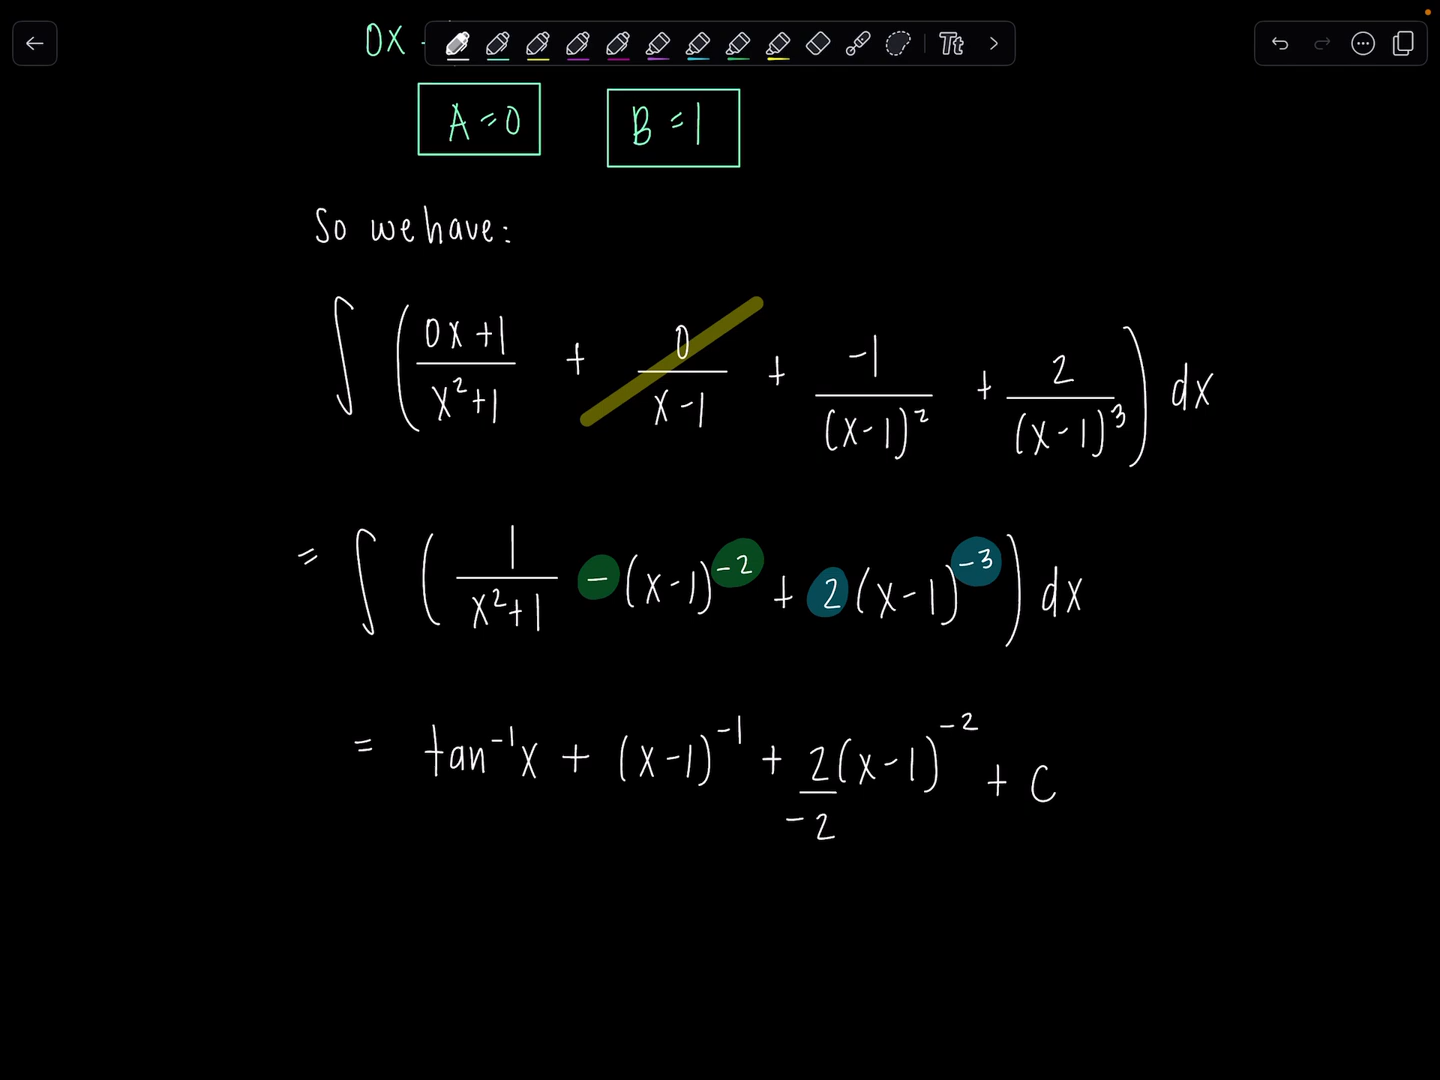 0x -
Tt
A = 0 B = 1
So we have:
∫ ( (0x + 1)/(x² + 1) + 0/(x - 1) + -1/(x - 1)² + 2/(x - 1)³ ) dx
= ∫ ( 1/(x² + 1) - (x - 1)⁻² + 2(x - 1)⁻³ ) dx
= tan⁻¹x + (x - 1)⁻¹ + 2/-2 (x - 1)⁻² + C